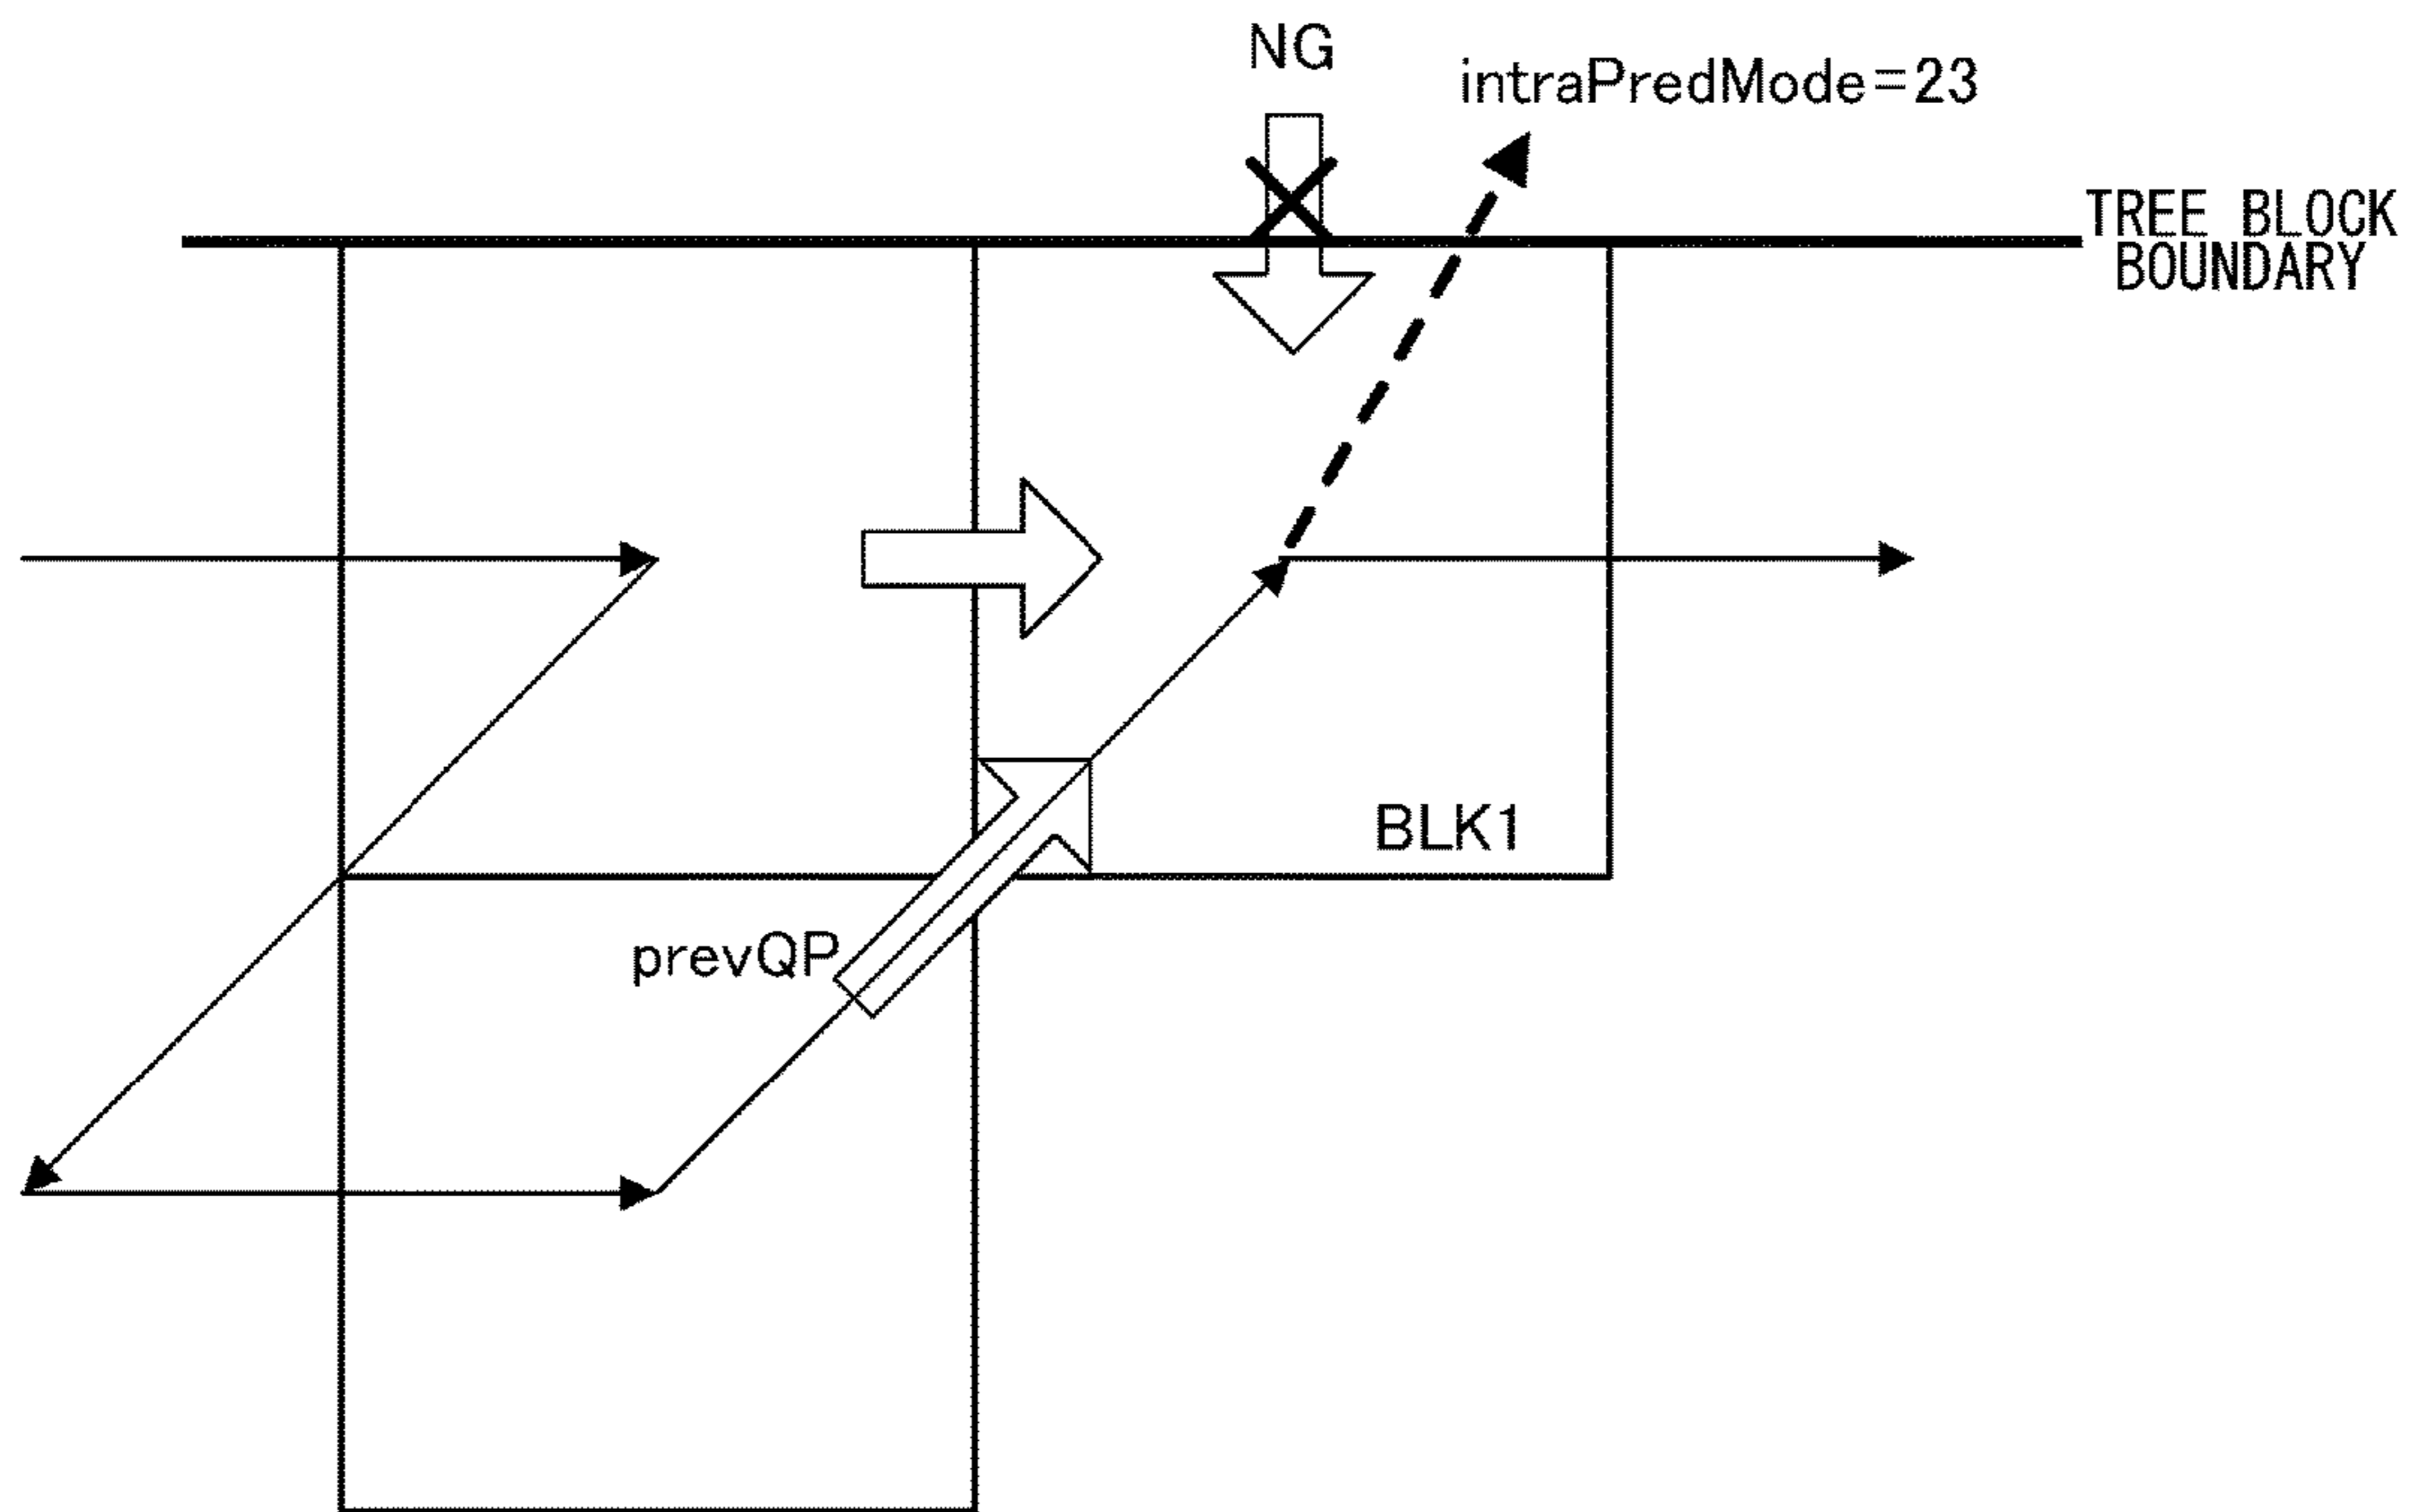 NG
intraPredMode=23
TREE BLOCK
BOUNDARY
BLK1
prevQP